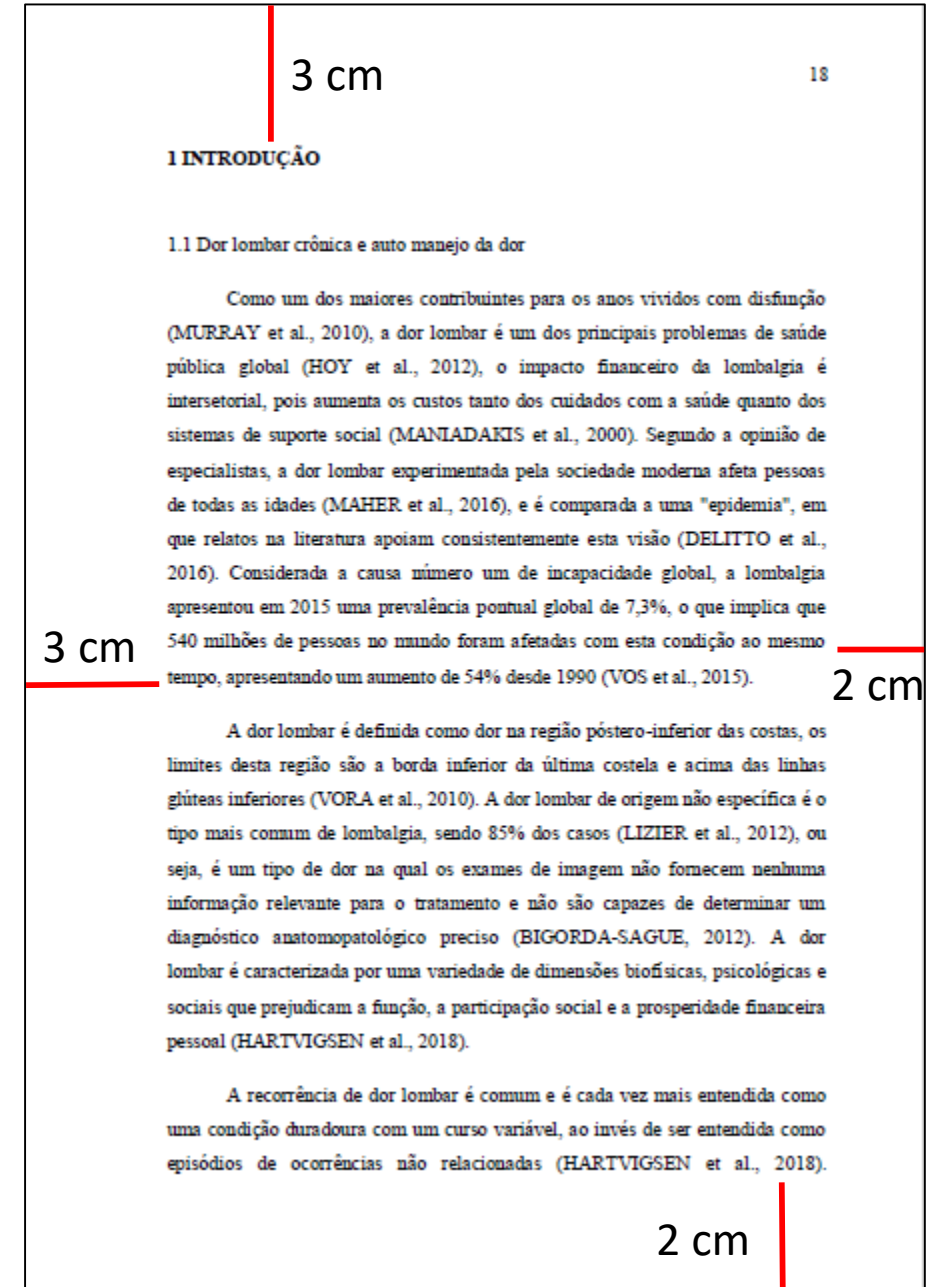 3 cm
18
1 INTRODUÇÃO
1.1 Dor lombar crônica e auto manejo da dor
Como um dos maiores contribuintes para os anos vividos com disfunção
(MURRAY et al., 2010), a dor lombar é um dos principais problemas de saúde
pública global (HOY et al., 2012), o impacto financeiro da lombalgia é
intersetorial, pois aumenta os custos tanto dos cuidados com a saúde quanto dos
sistemas de suporte social (MANIADAKIS et al., 2000). Segundo a opinião de
especialistas, a dor lombar experimentada pela sociedade moderna afeta pessoas
de todas as idades (MAHER et al., 2016), e é comparada a uma "epidemia", em
que relatos na literatura apoiam consistentemente esta visão (DELITTO et al.,
2016). Considerada a causa número um de incapacidade global, a lombalgia
apresentou em 2015 uma prevalência pontual global de 7,3%, o que implica que
540 milhões de pessoas no mundo foram afetadas com esta condição ao mesmo
3 cm
tempo, apresentando um aumento de 54% desde 1990 (VOS et al., 2015).
2 cm
A dor lombar é definida como dor na região póstero-inferior das costas, os
limites desta região são a borda inferior da última costela e acima das linhas
glúteas inferiores (VORA et al., 2010). A dor lombar de origem não específica é o
tipo mais comum de lombalgia, sendo 85% dos casos (LIZIER et al., 2012), ou
seja, é um tipo de dor na qual os exames de imagem não fornecem nenhuma
informação relevante para o tratamento e não são capazes de determinar um
diagnóstico anatomopatológico preciso (BIGORDA-SAGUE, 2012). A dor
lombar é caracterizada por uma variedade de dimensões biofísicas, psicológicas e
sociais que prejudicam a função, a participação social e a prosperidade financeira
pessoal (HARTVIGSEN et al., 2018).
A recorrência de dor lombar é comum e é cada vez mais entendida como
uma condição duradoura com um curso variável, ao invés de ser entendida como
episódios de ocorrências não relacionadas (HARTVIGSEN et al., 2018).
2 cm